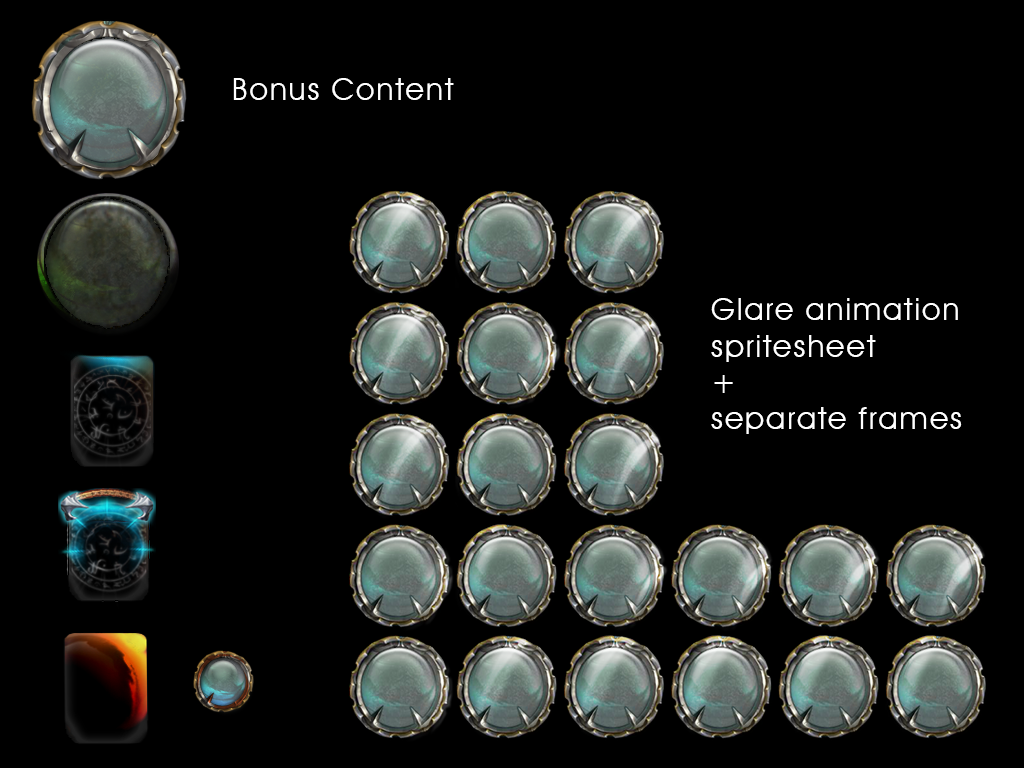 Bonus Content
Glare animation
spritesheet
+
separate frames